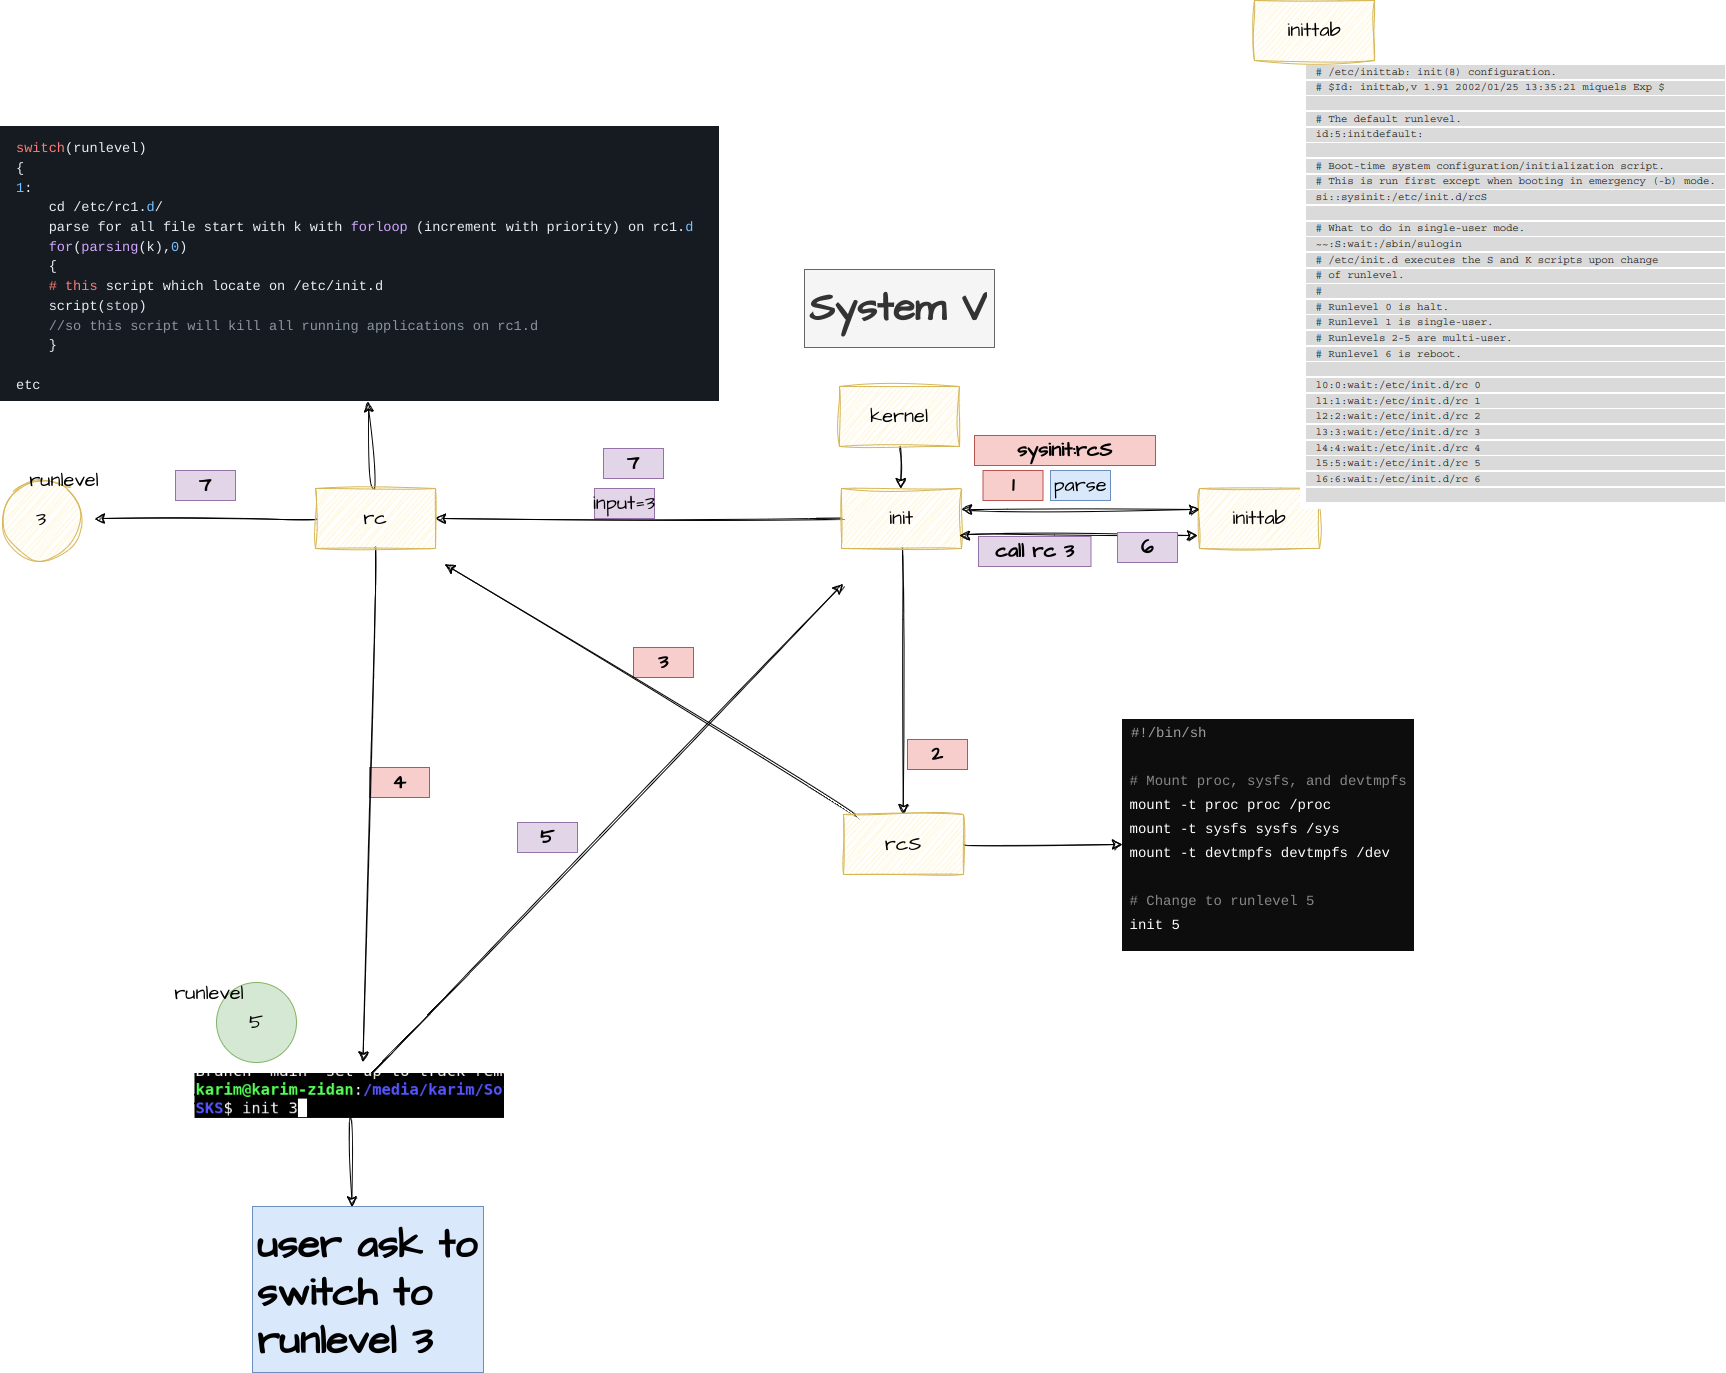 inittab
# /etc/inittab: init(8) configuration.
# $Id: inittab,v 1.91 2002/01/25 13:35:21 miquels Exp $
# The default runlevel.
id:5:initdefault:
# Boot-time system configuration/initialization script.
# This is run first except when booting in emergency (-b) mode.
si::sysinit:/etc/init.d/rcS
# What to do in single-user mode.
~~:S:wait:/sbin/sulogin
# /etc/init.d executes the S and K scripts upon change
# of runlevel.
#
# Runlevel 0 is halt.
# Runlevel 1 is single-user.
# Runlevels 2-5 are multi-user.
# Runlevel 6 is reboot.
l0:0:wait:/etc/init.d/rc 0
l1:1:wait:/etc/init.d/rc 1
l2:2:wait:/etc/init.d/rc 2
l3:3:wait:/etc/init.d/rc 3
l4:4:wait:/etc/init.d/rc 4
l5:5:wait:/etc/init.d/rc 5
l6:6:wait:/etc/init.d/rc 6
switch(runlevel)
{
1:
cd /etc/rc1.d/
parse for all file start with k with forloop (increment with priority) on rc1.d
for(parsing(k),0)
{
# this script which locate on /etc/init.d
script(stop)
//so this script will kill all running applications on rc1.d
}
etc
System V
kernel
sysinit:rcS
1
parse
runlevel
3
7
rc
7
input=3
init
inittab
call rc 3
6
3
2
4
5
rcS
#!/bin/sh
# Mount proc, sysfs, and devtmpfs
mount -t proc proc /proc
mount -t sysfs sysfs /sys
mount -t devtmpfs devtmpfs /dev
# Change to runlevel 5
init 5
runlevel
5
karim@karim-zidan:/media/karim/So
SKS$ init 3
user ask to
switch to
runlevel 3